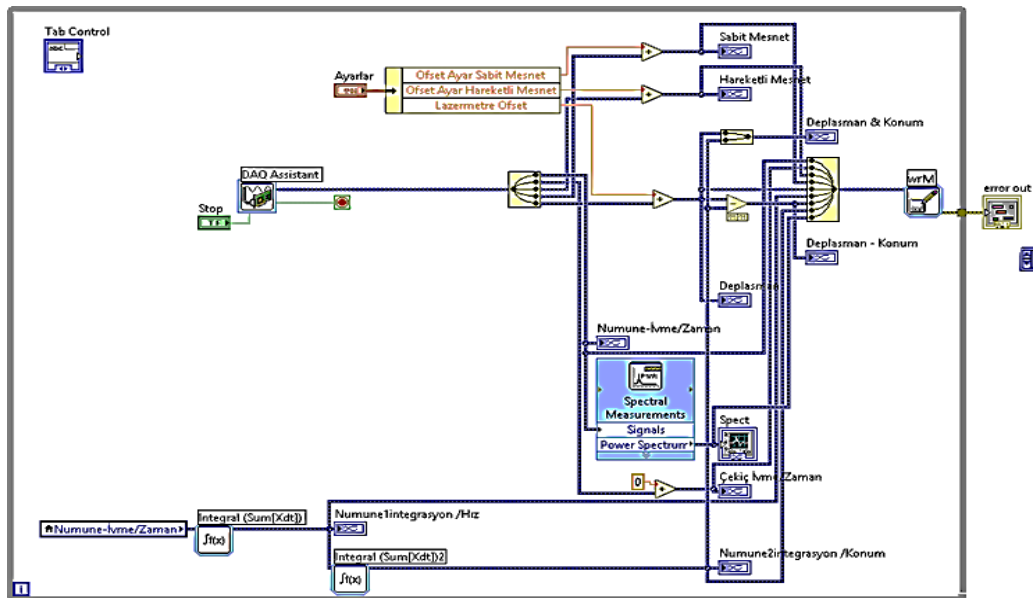 Tab Control
Sabit Mesnet
Ayarlar
Ofset Ayar Sabit Mesnet
Ofset Ayar Hareketli Mesnet
Lazermetre Ofset
Hareketli Mesnet
Deplasman & Konum
DAQ Assistant
wrM
error out
Stop
TF
Deplasman - Konum
Deplasman
Numune-İvme/Zaman
Spectral
Measurements
Signals
Power Spectrum
Spect
0
Çekiç İvme/Zaman
Numune-İvme/Zaman
Integral (Sum[Xdt])
∫f(x)
Numune1integrasyon /Hız
Integral (Sum[Xdt])2
∫f(x)
Numune2integrasyon /Konum
i